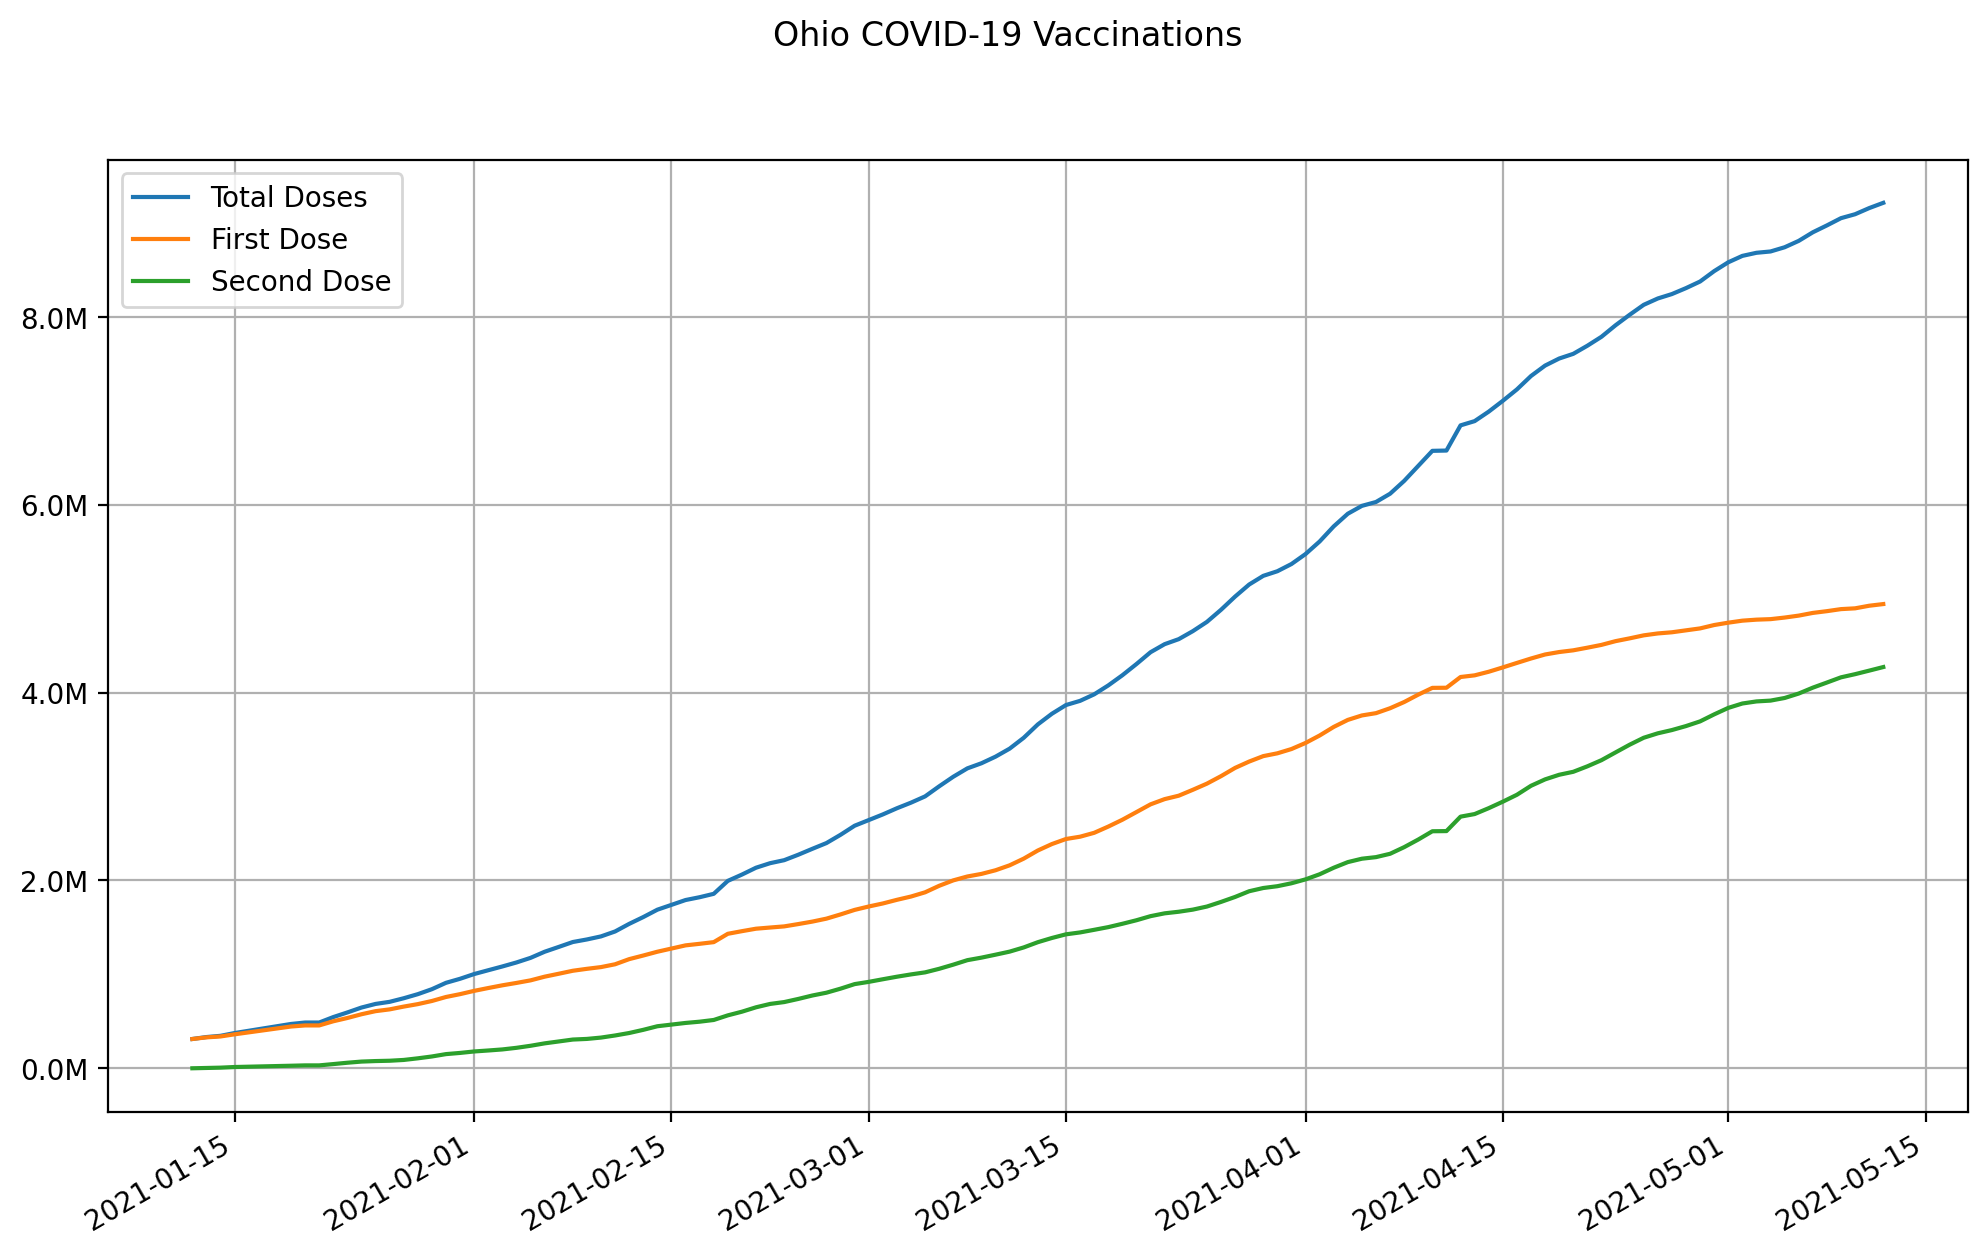 Ohio COVID-19 Vaccinations
Total Doses
First Dose
Second Dose
8.0M
6.0M
4.0M
2.0M
0.0M
2021-01-15
2021-02-01
2021-02-15
2021-03-01
2021-03-15
2021-04-01
2021-04-15
2021-05-01
2021-05-15